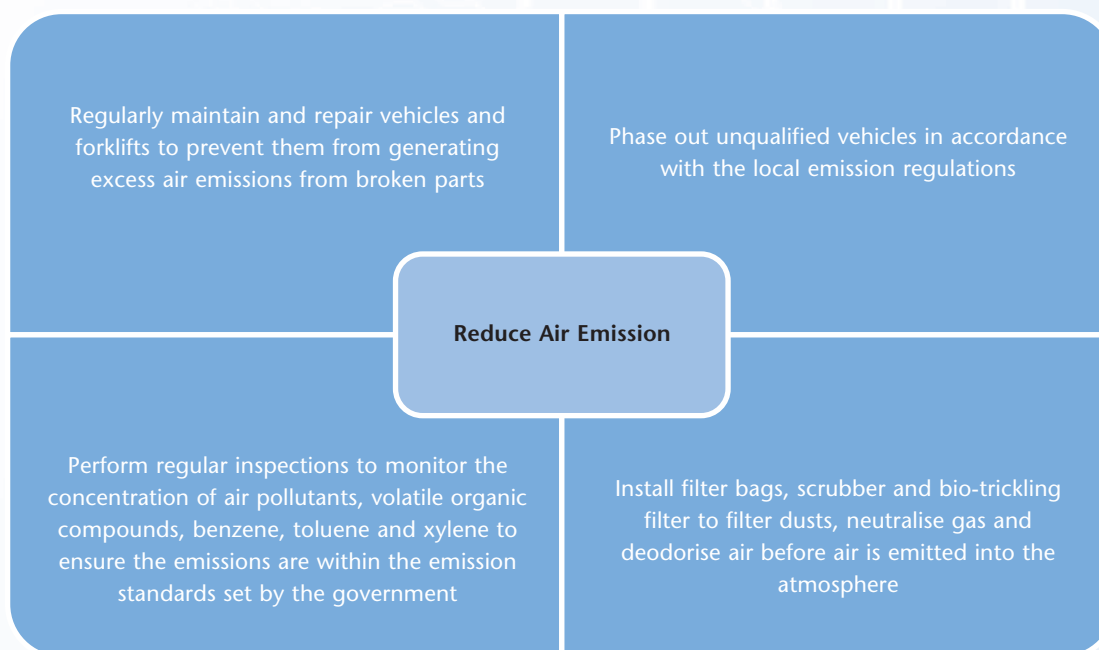 Regularly maintain and repair vehicles and
forklifts to prevent them from generating
excess air emissions from broken parts
Phase out unqualified vehicles in accordance
with the local emission regulations
Reduce Air Emission
Perform regular inspections to monitor the
concentration of air pollutants, volatile organic
compounds, benzene, toluene and xylene to
ensure the emissions are within the emission
standards set by the government
Install filter bags, scrubber and bio-trickling
filter to filter dusts, neutralise gas and
deodorise air before air is emitted into the
atmosphere